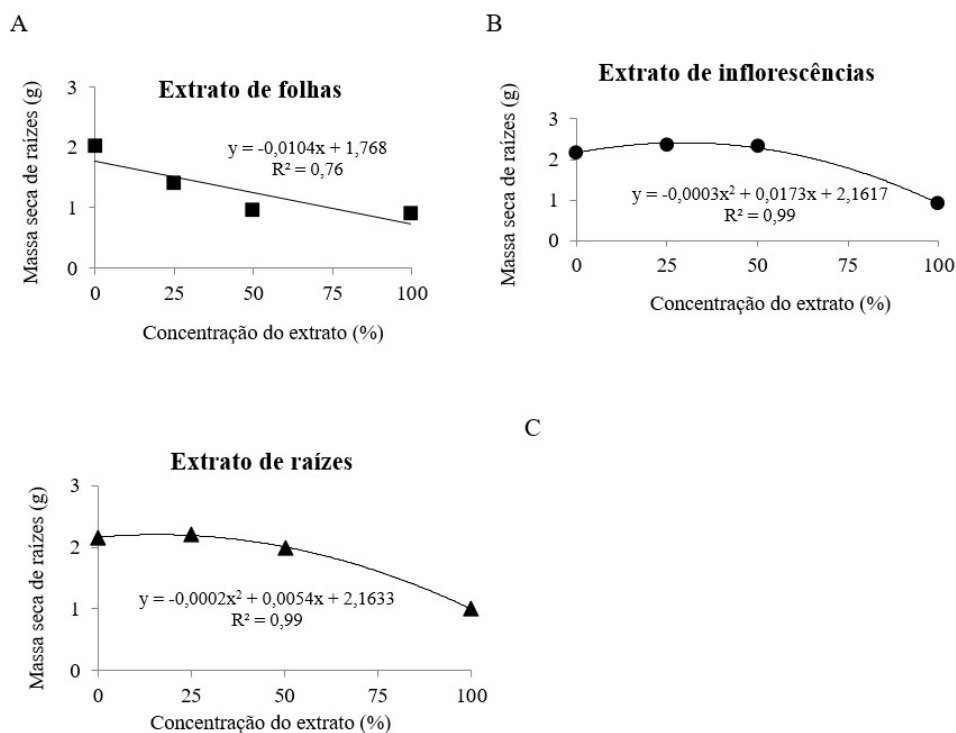 A
Extrato de folhas
Massa seca de raízes (g)
3
2
1
0
y = -0,0104x + 1,768
R² = 0,76
0 25 50 75 100
Concentração do extrato (%)
B
Extrato de inflorescências
Massa seca de raízes (g)
3
2
1
0
y = -0,0003x² + 0,0173x + 2,1617
R² = 0,99
0 25 50 75 100
Concentração do extrato (%)
C
Extrato de raízes
Massa seca de raízes (g)
3
2
1
0
y = -0,0002x² + 0,0054x + 2,1633
R² = 0,99
0 25 50 75 100
Concentração do extrato (%)